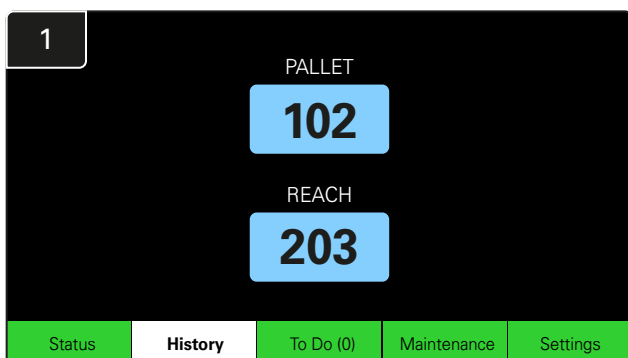 1
PALLET
102
REACH
203
Status History To Do (0) Maintenance Settings